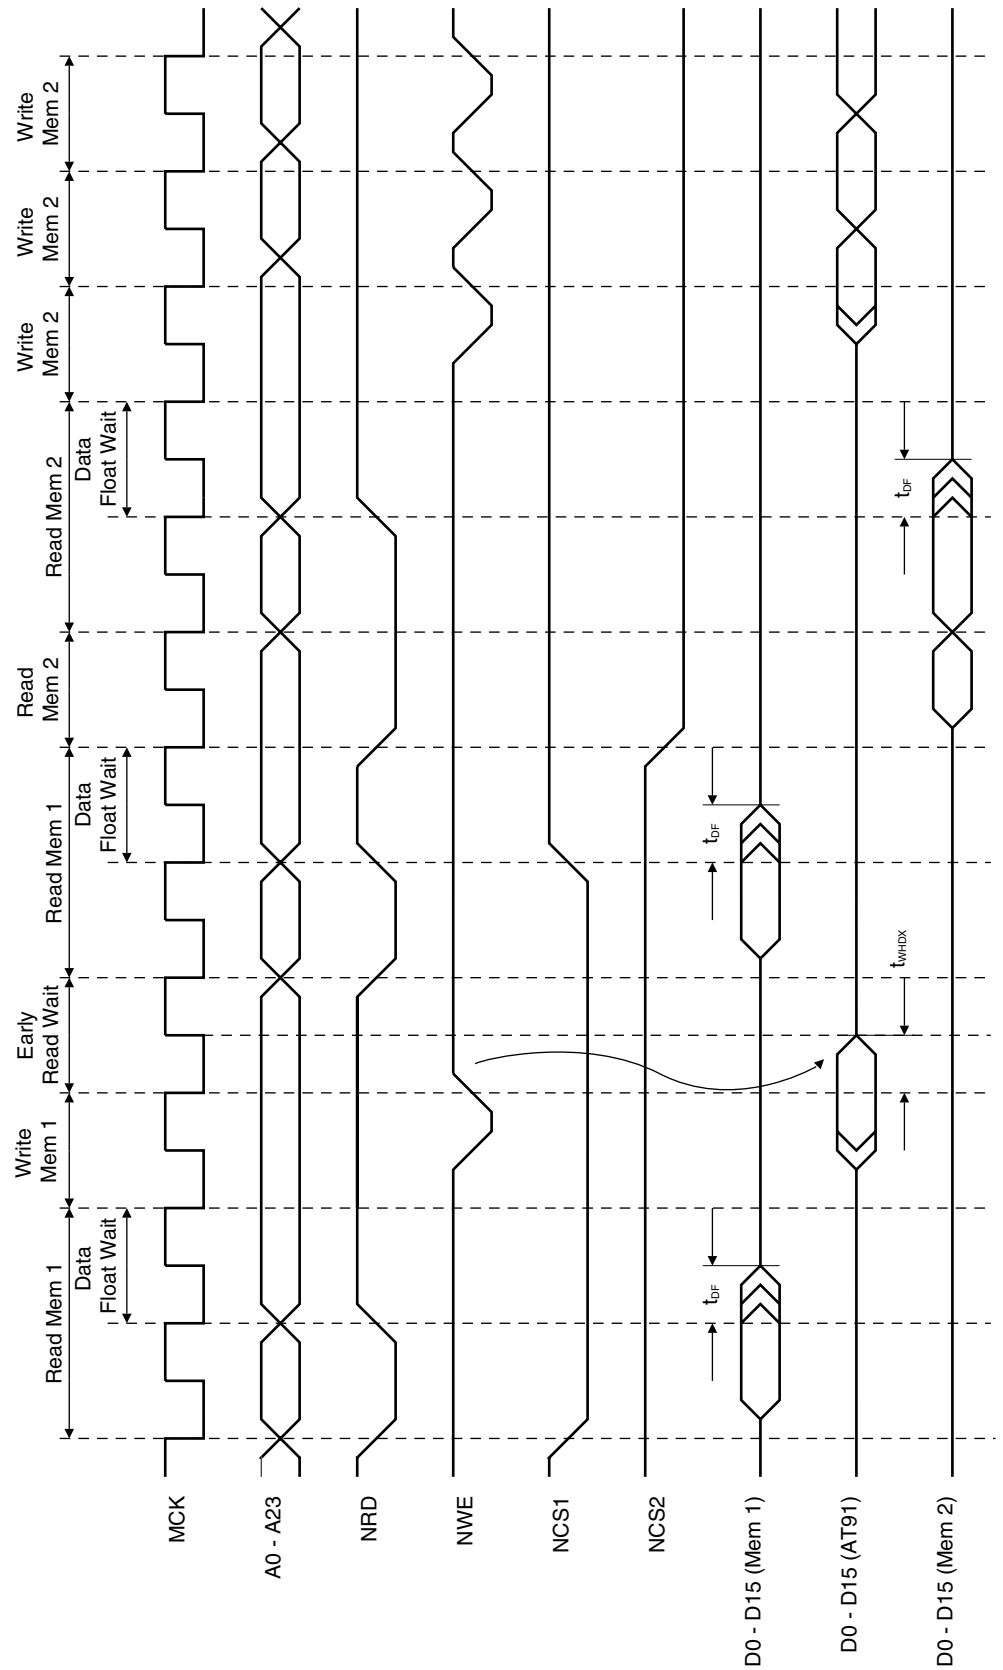 Read Mem 1
Data
Float Wait
Write
Mem 1
Early
Read Wait
Read Mem 1
Data
Float Wait
Read
Mem 2
Read Mem 2
Data
Float Wait
Write
Mem 2
Write
Mem 2
Write
Mem 2
MCK
A0 - A23
NRD
NWE
NCS1
NCS2
D0 - D15 (Mem 1)
tDF
tDF
D0 - D15 (AT91)
tWHDX
D0 - D15 (Mem 2)
tDF